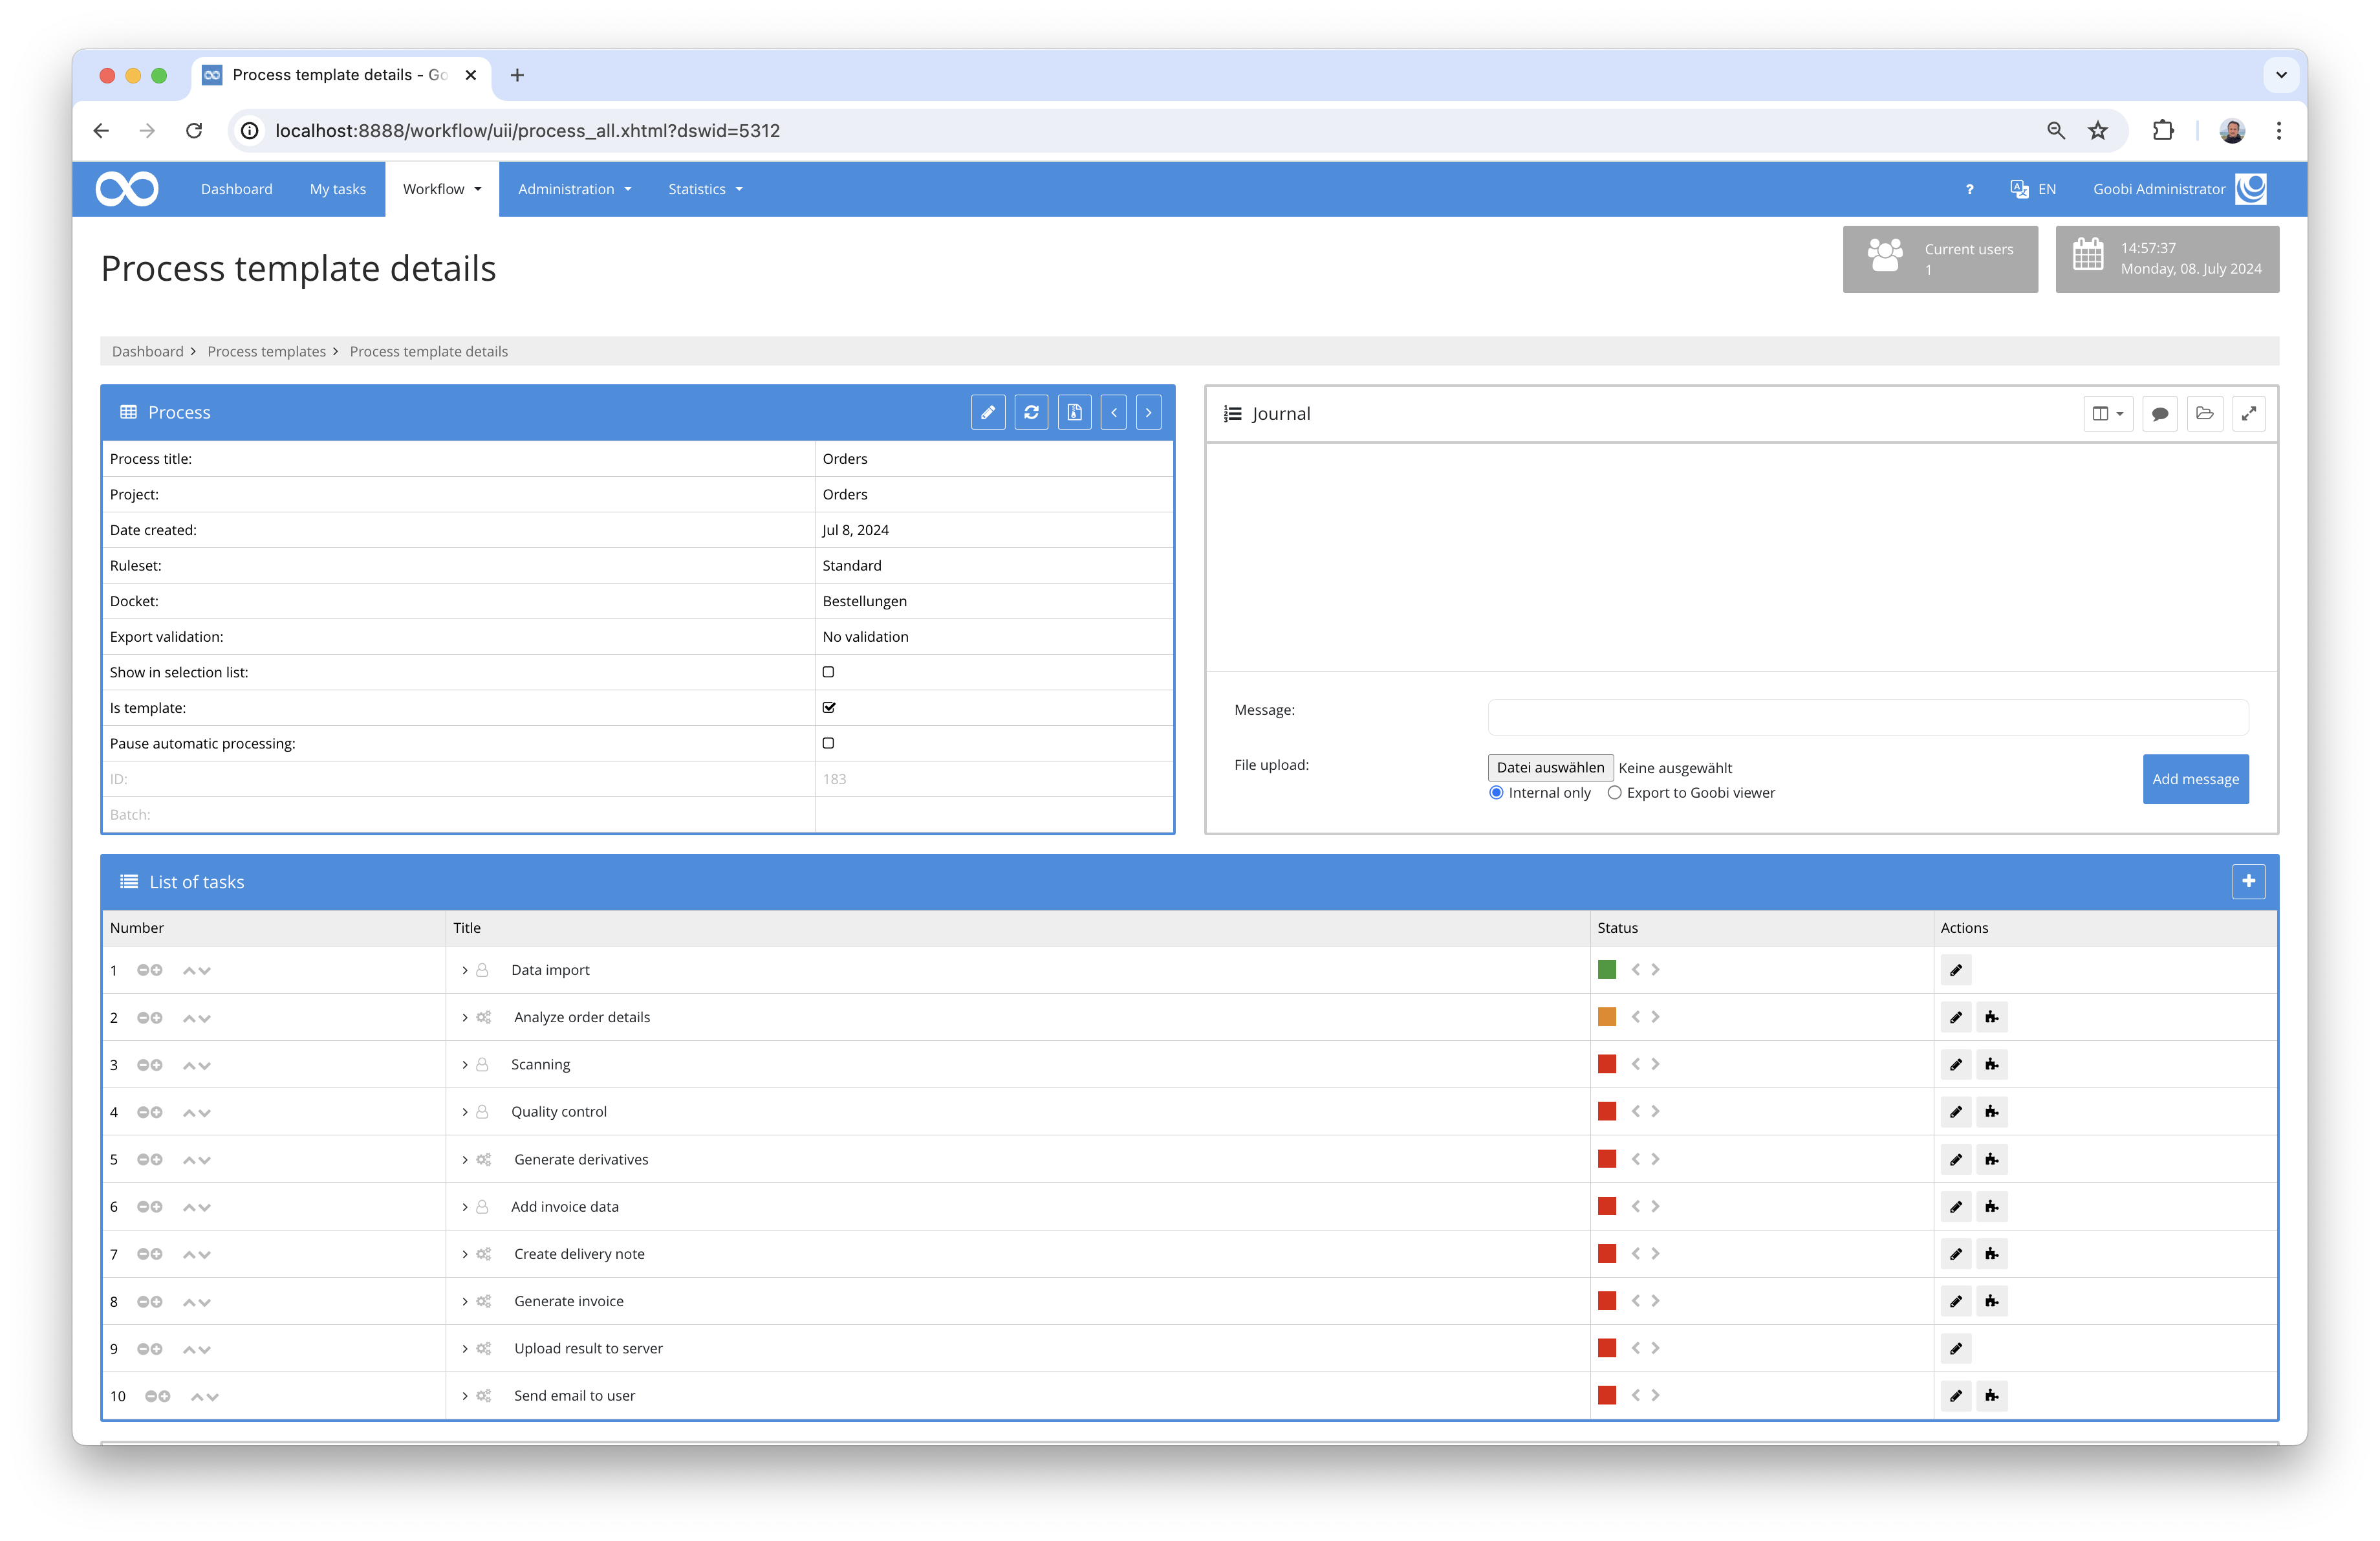 Process template details - Go
localhost:8888/workflow/uii/process_all.xhtml?dswid=5312
Dashboard My tasks Workflow Administration Statistics ? EN Goobi Administrator
Process template details
Current users
1
14:57:37
Monday, 08. July 2024
Dashboard Process templates Process template details
Process
Process title: Orders
Project: Orders
Date created: Jul 8, 2024
Ruleset: Standard
Docket: Bestellungen
Export validation: No validation
Show in selection list:
Is template:
Pause automatic processing:
ID: 183
Batch:
Journal
Message:
File upload: Datei auswählen Keine ausgewählt
Internal only Export to Goobi viewer
Add message
List of tasks
Number Title Status Actions
1 Data import
2 Analyze order details
3 Scanning
4 Quality control
5 Generate derivatives
6 Add invoice data
7 Create delivery note
8 Generate invoice
9 Upload result to server
10 Send email to user